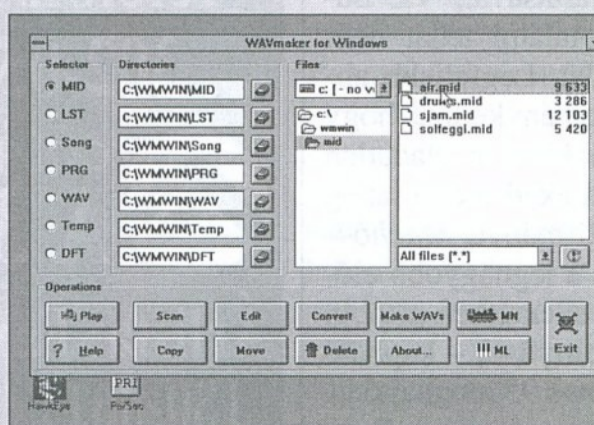 WAVmaker for Windows
Selector
MID
LST
Song
PRG
WAV
Temp
DFT
Directories
C:\WMWIN\MID
C:\WMWIN\LST
C:\WMWIN\Song
C:\WMWIN\PRG
C:\WMWIN\WAV
C:\WMWIN\Temp
C:\WMWIN\DFT
Files
c: [ - no
c:\
wmwin
mid
air.mid 9 633
drums.mid 3 286
sjam.mid 12 103
solfeggi.mid 5 420
All files (*.*)
Operations
Play Scan Edit Convert Make WAVs MN
? Help Copy Move Delete About... ML Exit
PRI
HawkEye